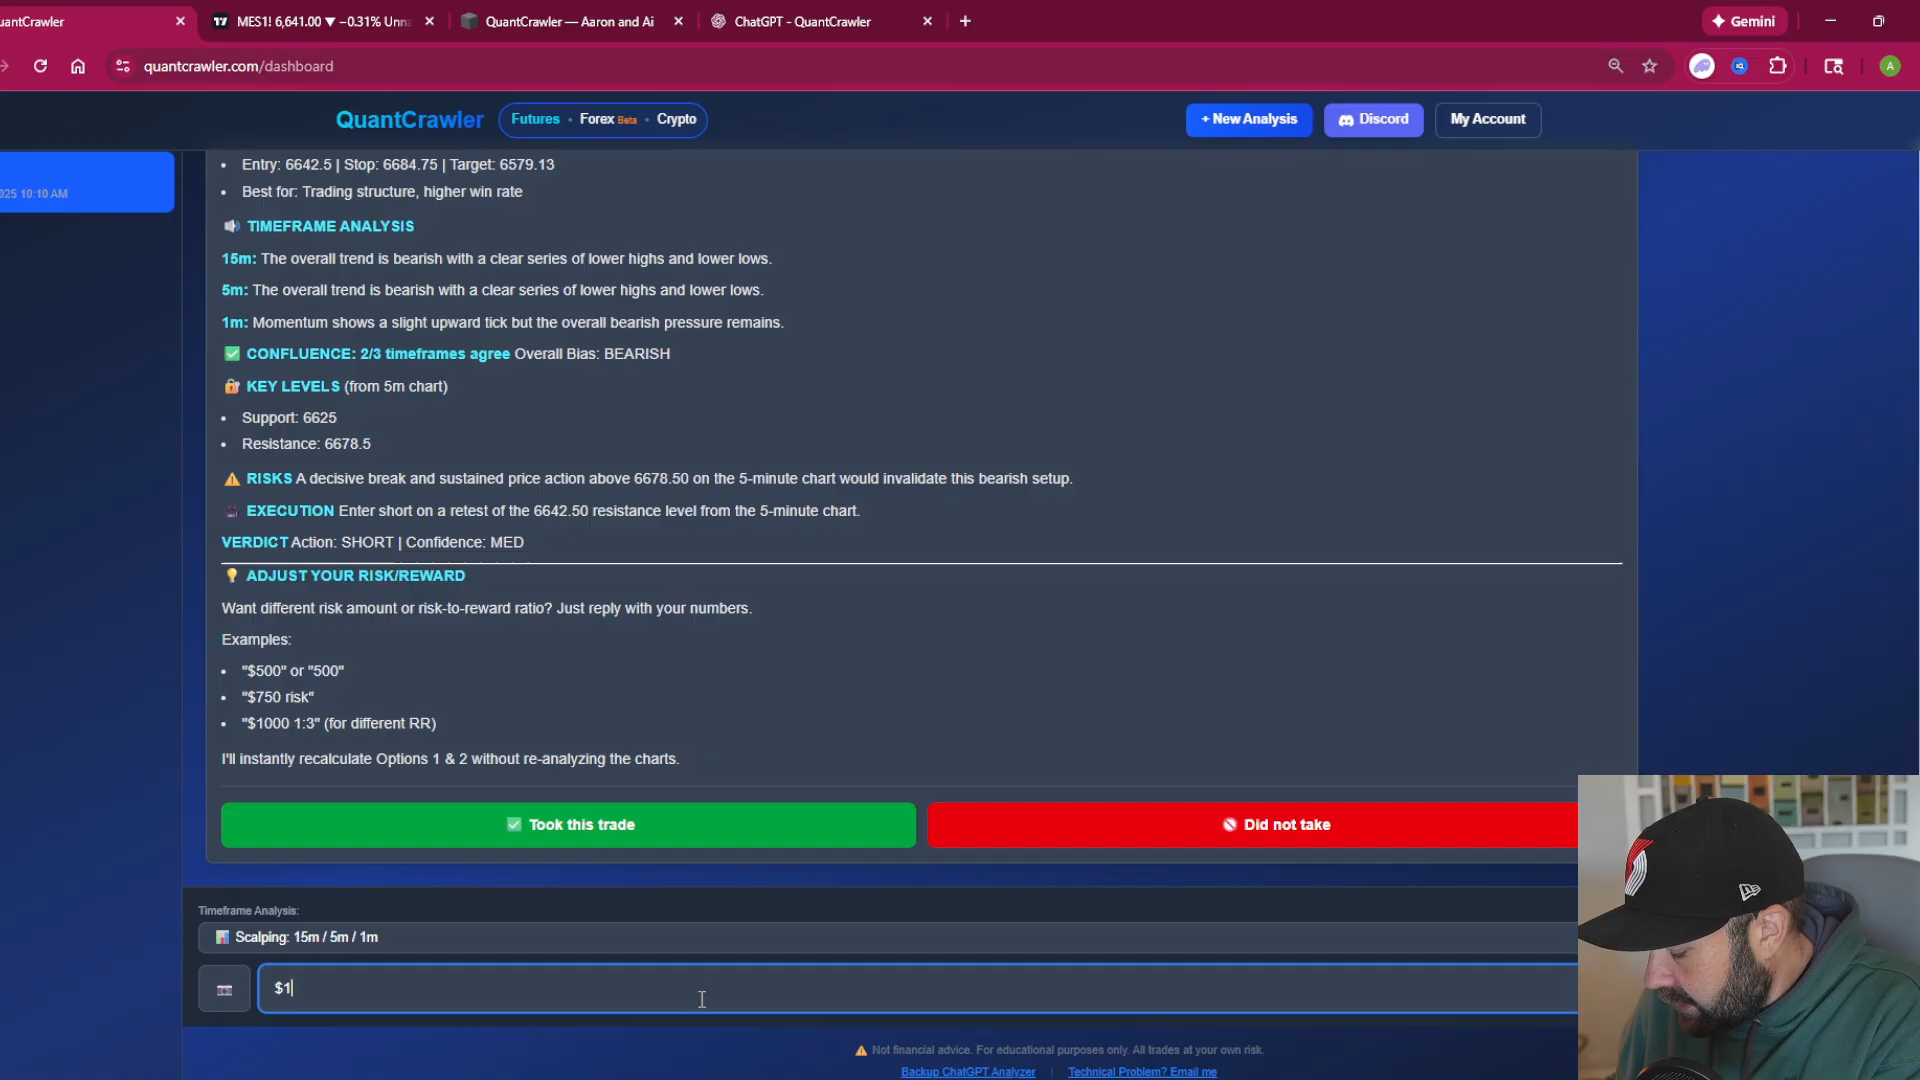 QuantCrawler
MES1! 6,641.00 ▼ −0.31% Unna
QuantCrawler — Aaron and Ai
ChatGPT - QuantCrawler
Gemini
quantcrawler.com/dashboard
A
QuantCrawler
Futures • Forex Beta • Crypto
+ New Analysis
Discord
My Account
025 10:10 AM
• Entry: 6642.5 | Stop: 6684.75 | Target: 6579.13
• Best for: Trading structure, higher win rate
TIMEFRAME ANALYSIS
15m: The overall trend is bearish with a clear series of lower highs and lower lows.
5m: The overall trend is bearish with a clear series of lower highs and lower lows.
1m: Momentum shows a slight upward tick but the overall bearish pressure remains.
✅ CONFLUENCE: 2/3 timeframes agree Overall Bias: BEARISH
KEY LEVELS (from 5m chart)
• Support: 6625
• Resistance: 6678.5
⚠ RISKS A decisive break and sustained price action above 6678.50 on the 5-minute chart would invalidate this bearish setup.
EXECUTION Enter short on a retest of the 6642.50 resistance level from the 5-minute chart.
VERDICT Action: SHORT | Confidence: MED
💡 ADJUST YOUR RISK/REWARD
Want different risk amount or risk-to-reward ratio? Just reply with your numbers.
Examples:
• "$500" or "500"
• "$750 risk"
• "$1000 1:3" (for different RR)
I'll instantly recalculate Options 1 & 2 without re-analyzing the charts.
✅ Took this trade
🚫 Did not take
Timeframe Analysis:
📊 Scalping: 15m / 5m / 1m
$1
⚠ Not financial advice. For educational purposes only. All trades at your own risk.
Backup ChatGPT Analyzer | Technical Problem? Email me